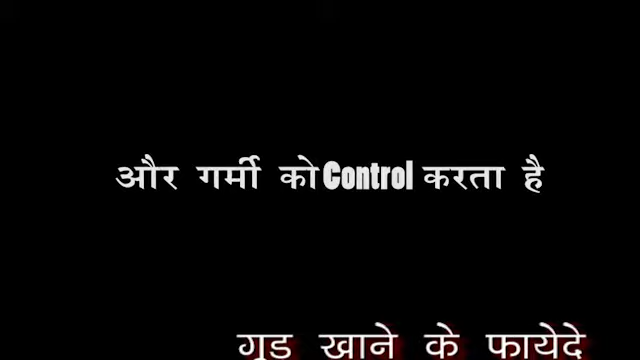 और गर्मी को Control करता है
गुड खाने के फायेदे